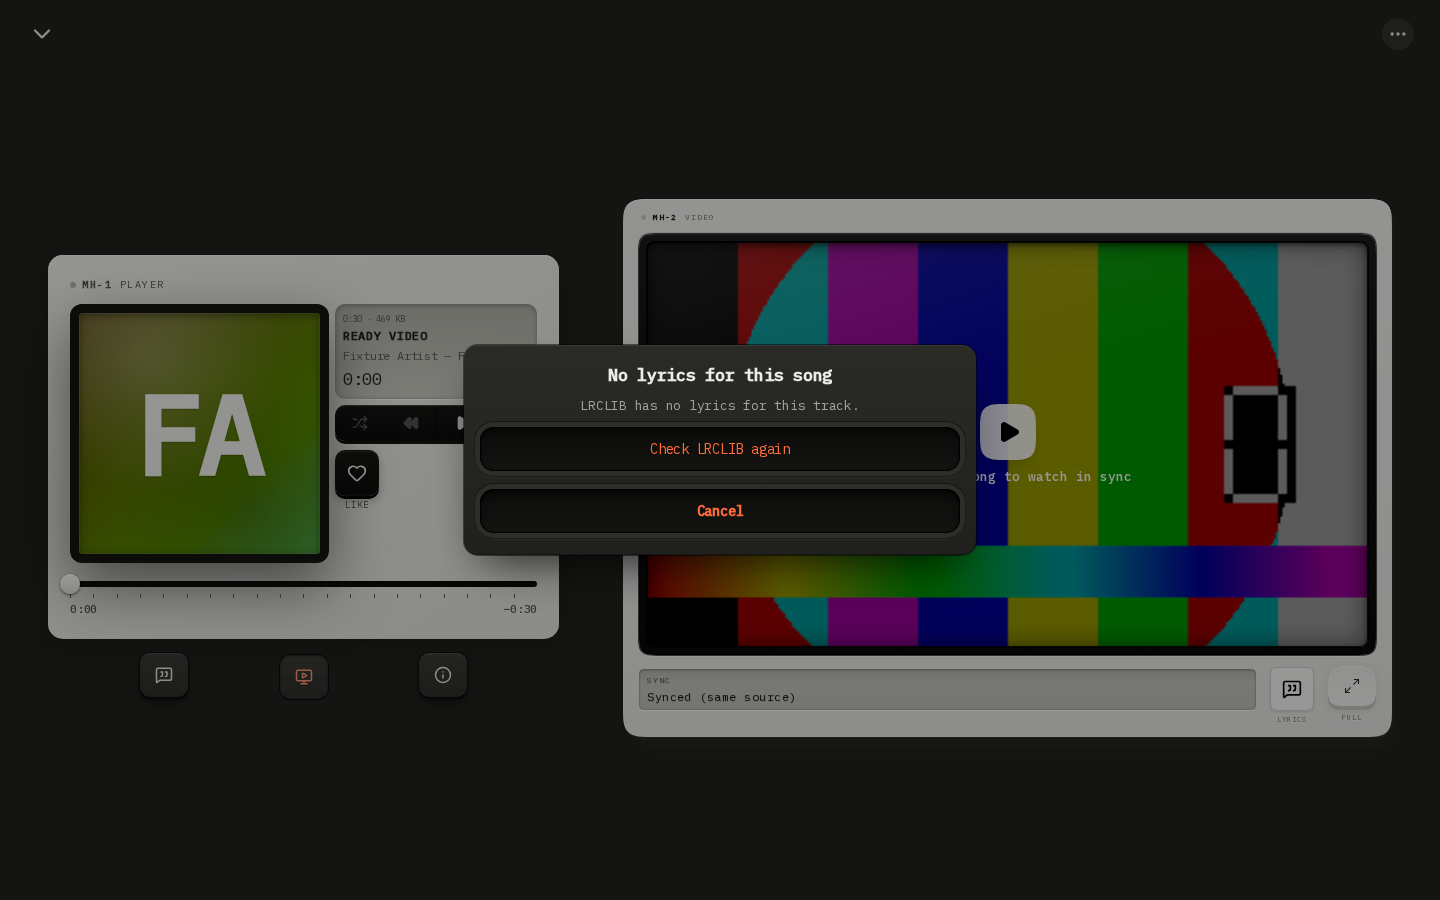 MH-1 PLAYER
FA
0:30 · 469 KB
READY VIDEO
Fixture Artist — F
0:00
LIKE
0:00
−0:30
MH-2 VIDEO
No lyrics for this song
LRCLIB has no lyrics for this track.
Check LRCLIB again
Cancel
to watch in sync
SYNC
Synced (same source)
LYRICS
FULL